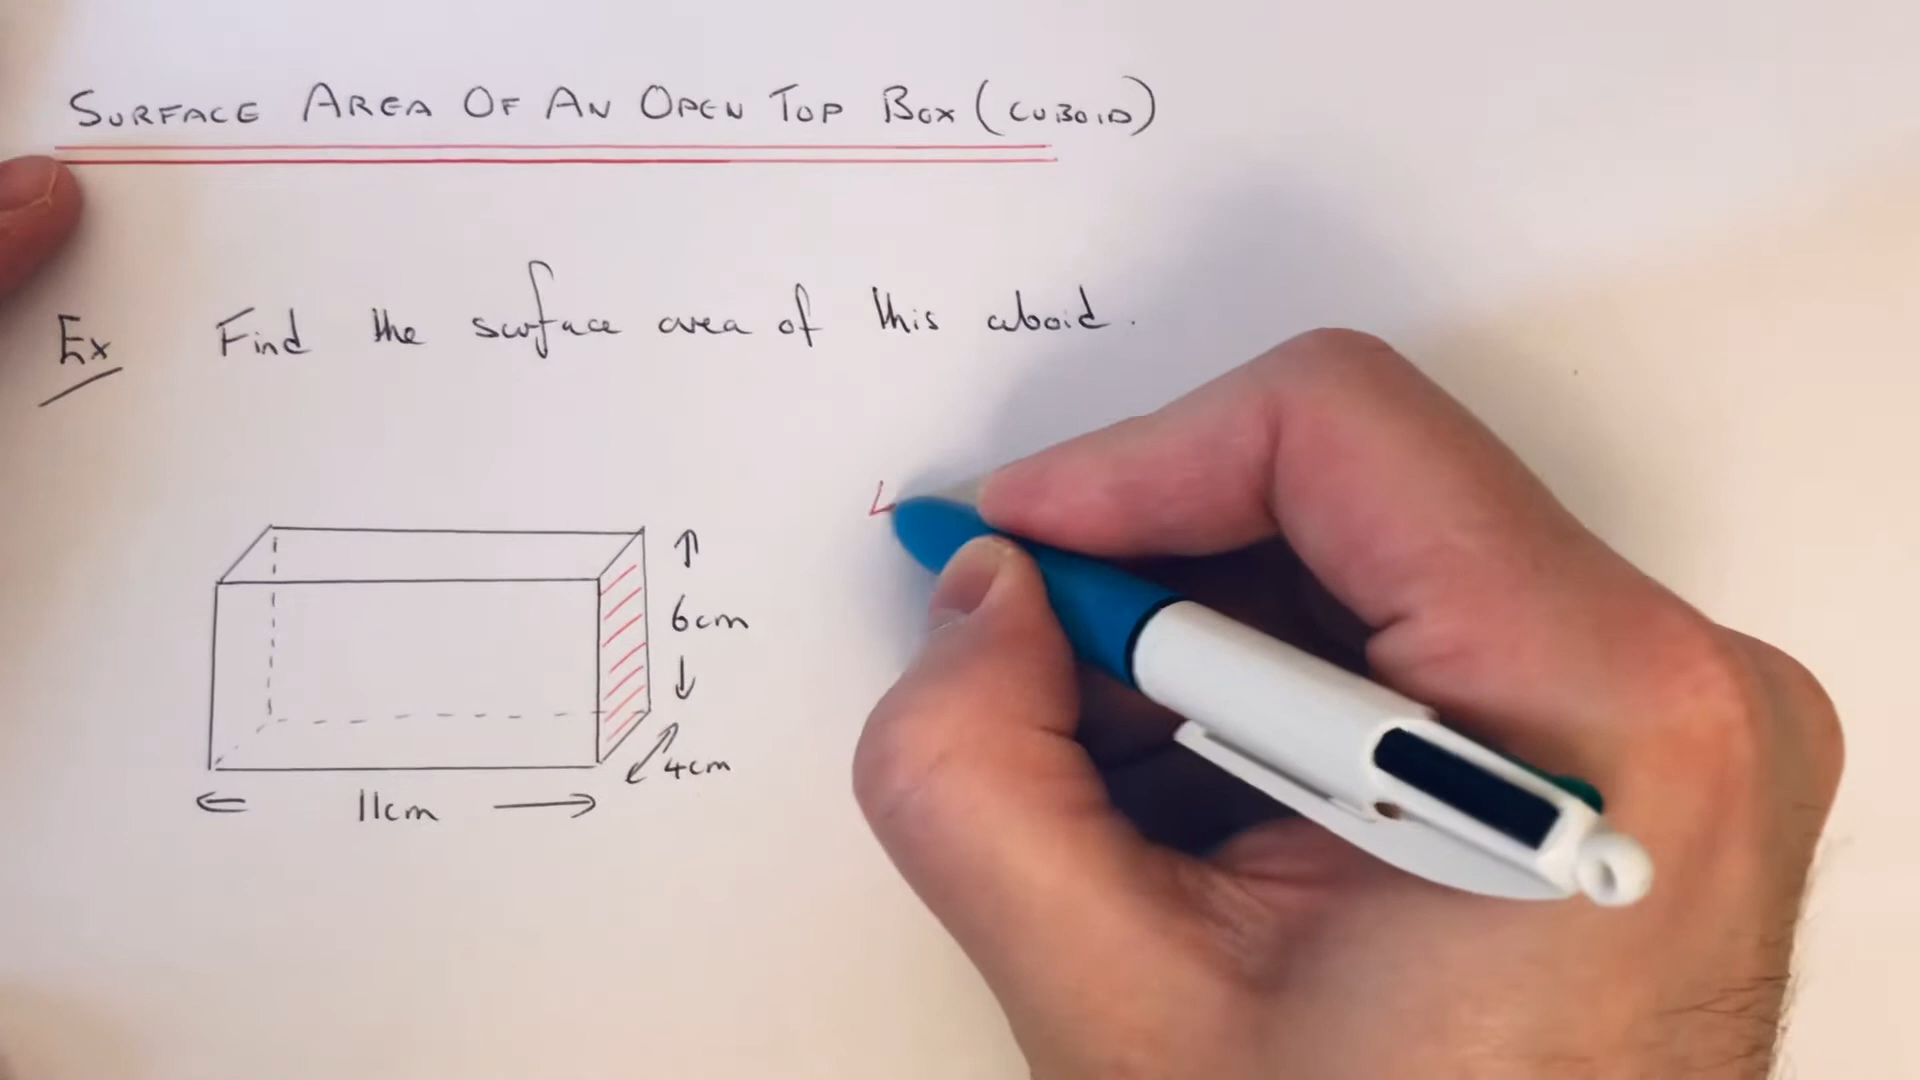 SURFACE AREA OF AN OPEN TOP BOX (CUBOID)
Ex Find the surface area of this cuboid.
6cm
4cm
11cm
4